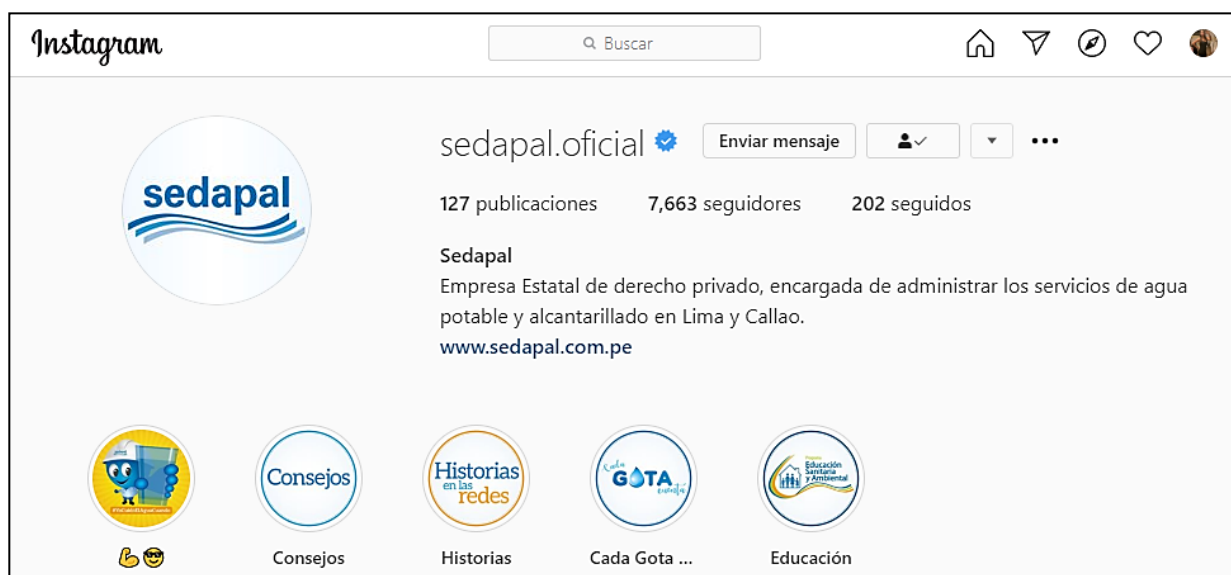 Instagram
Buscar
sedapal.oficial Enviar mensaje
sedapal
127 publicaciones 7,663 seguidores 202 seguidos
Sedapal
Empresa Estatal de derecho privado, encargada de administrar los servicios de agua
potable y alcantarillado en Lima y Callao.
www.sedapal.com.pe
Consejos
Historias
en las
redes
Cada
GOTA
cuenta
Educación
Sanitaria
y Ambiental
💪😎 Consejos Historias Cada Gota ... Educación